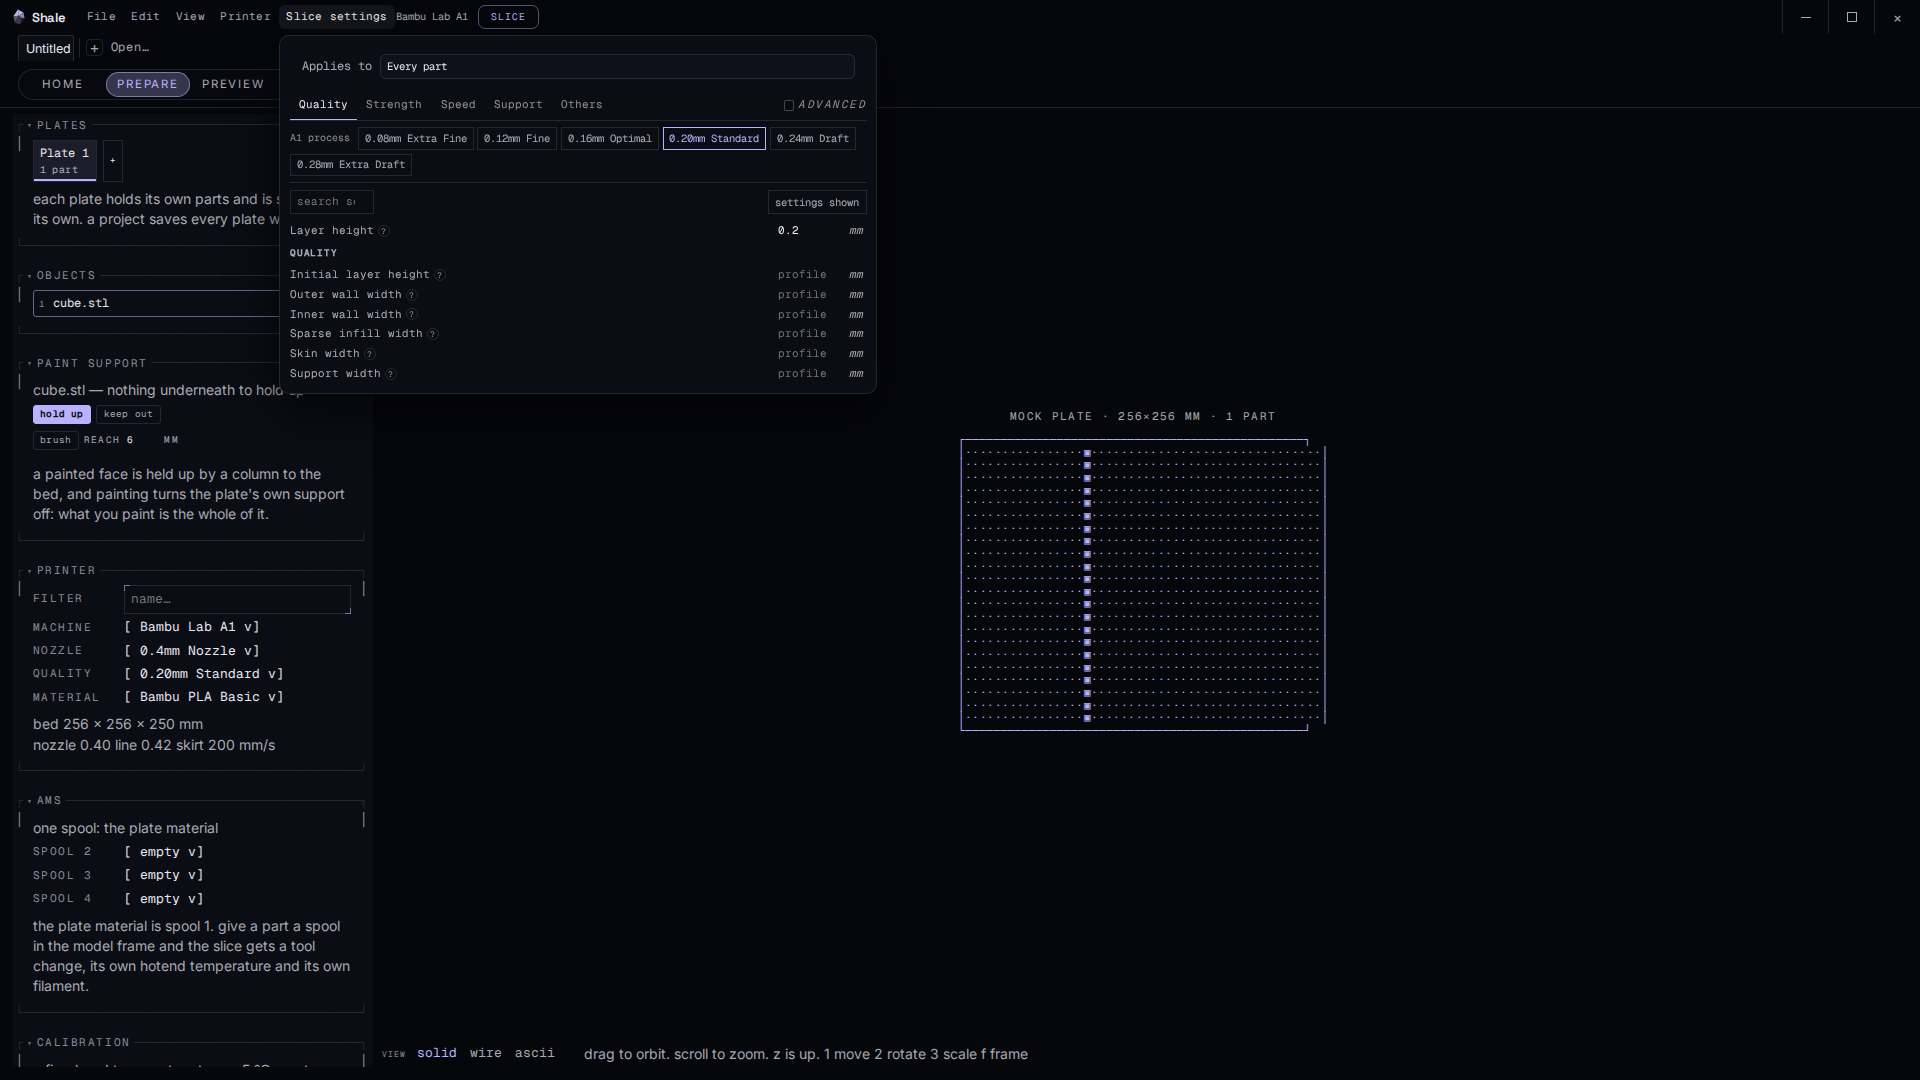 Shale File Edit View Printer Slice settings Bambu Lab A1 SLICE
Untitled + Open…
HOME PREPARE PREVIEW
Applies to Every part
Quality Strength Speed Support Others ADVANCED
A1 process 0.08mm Extra Fine 0.12mm Fine 0.16mm Optimal 0.20mm Standard 0.24mm Draft
0.28mm Extra Draft
search settings shown
Layer height ? 0.2 mm
QUALITY
Initial layer height ? profile mm
Outer wall width ? profile mm
Inner wall width ? profile mm
Sparse infill width ? profile mm
Skin width ? profile mm
Support width ? profile mm
PLATES
Plate 1
1 part
+
each plate holds its own parts and is
its own. a project saves every plate
OBJECTS
1 cube.stl
PAINT SUPPORT
cube.stl — nothing underneath to hold up
hold up keep out
brush REACH 6 MM
a painted face is held up by a column to the
bed, and painting turns the plate's own support
off: what you paint is the whole of it.
PRINTER
FILTER name…
MACHINE [ Bambu Lab A1 v]
NOZZLE [ 0.4mm Nozzle v]
QUALITY [ 0.20mm Standard v]
MATERIAL [ Bambu PLA Basic v]
bed 256 × 256 × 250 mm
nozzle 0.40 line 0.42 skirt 200 mm/s
AMS
one spool: the plate material
SPOOL 2 [ empty v]
SPOOL 3 [ empty v]
SPOOL 4 [ empty v]
the plate material is spool 1. give a part a spool
in the model frame and the slice gets a tool
change, its own hotend temperature and its own
filament.
CALIBRATION
MOCK PLATE · 256×256 MM · 1 PART
VIEW solid wire ascii drag to orbit. scroll to zoom. z is up. 1 move 2 rotate 3 scale f frame